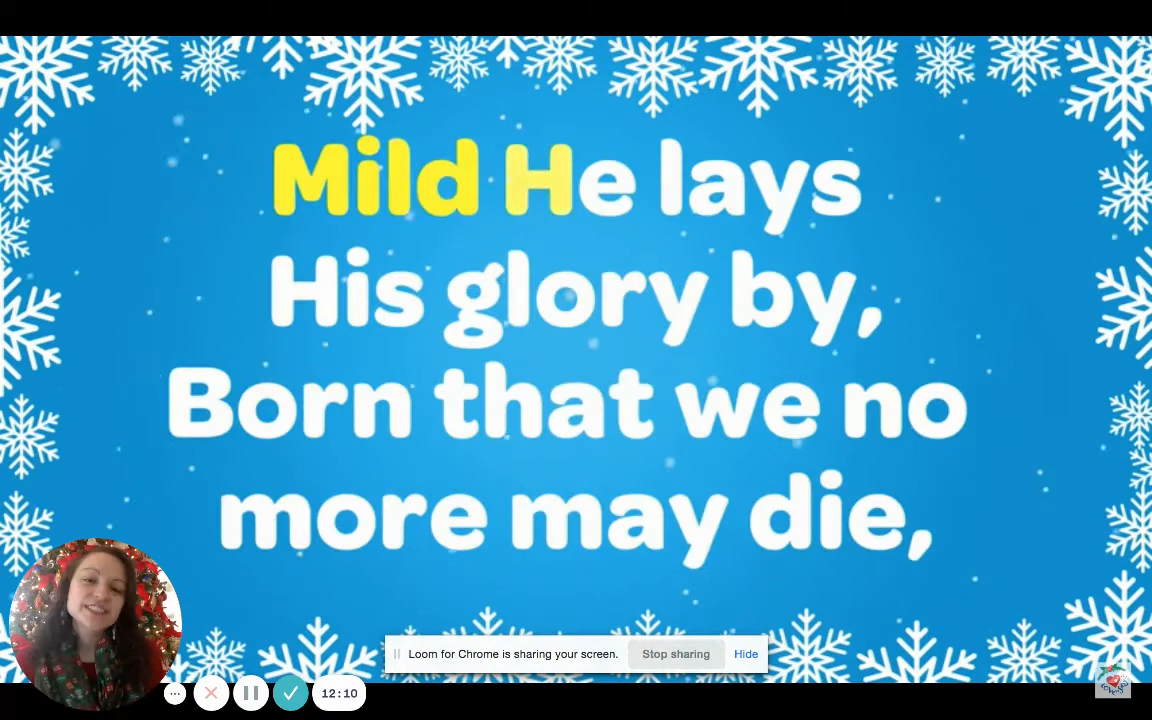 Mild He lays
His glory by,
Born that we no
more may die,
Loom for Chrome is sharing your screen. Stop sharing Hide
12:10